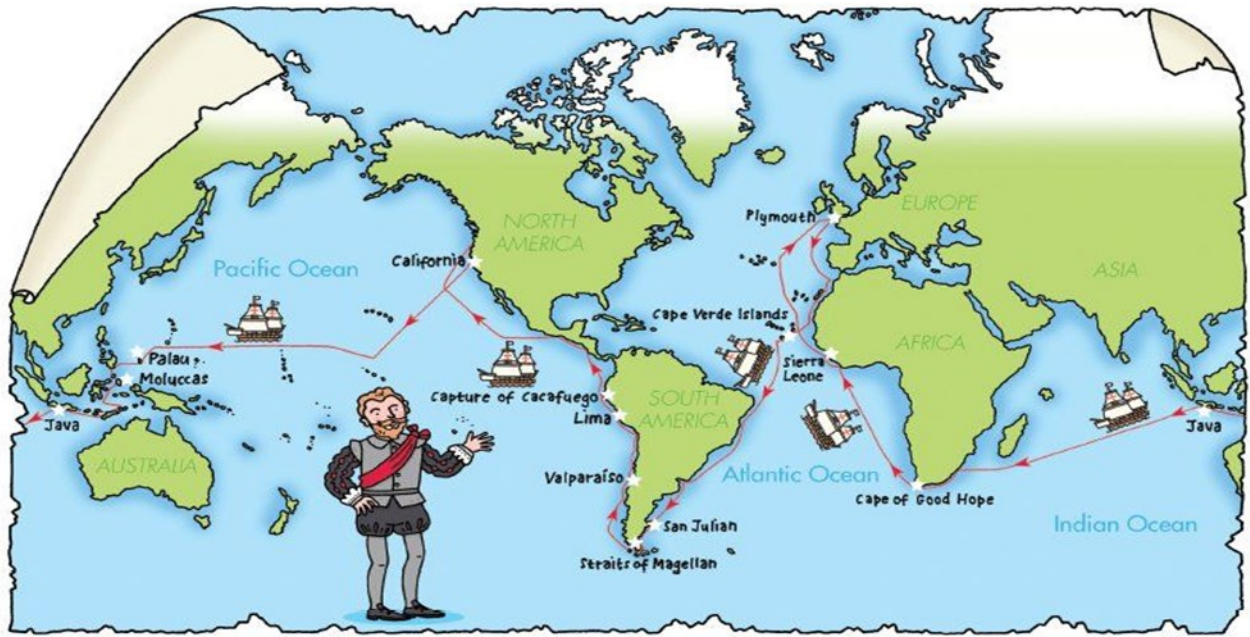 Plymouth
EUROPE
NORTH
AMERICA
California
Pacific Ocean
ASIA
Cape Verde Islands
AFRICA
Palau
Moluccas
Sierra
Leone
Capture of Cacafuego
SOUTH
AMERICA
Lima
Java
Java
AUSTRALIA
Valparaíso
Atlantic Ocean
Cape of Good Hope
San Julian
Indian Ocean
Straits of Magellan